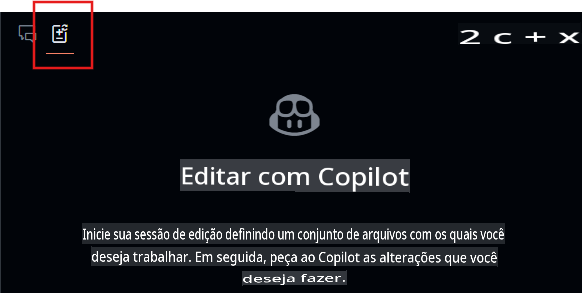 2 c + x
Editar com Copilot
Inicie sua sessão de edição definindo um conjunto de arquivos com os quais você
deseja trabalhar. Em seguida, peça ao Copilot as alterações que você
deseja fazer.